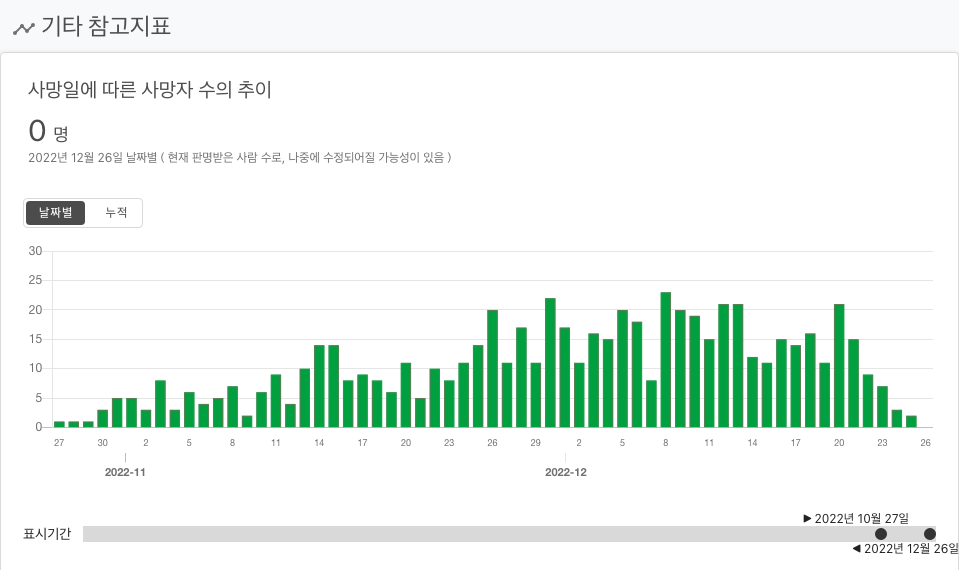 기타 참고지표
사망일에 따른 사망자 수의 추이
0 명
2022년 12월 26일 날짜별 ( 현재 판명받은 사람 수로, 나중에 수정되어질 가능성이 있음 )
날짜별 누적
30
25
20
15
10
5
0
27 30 2 5 8 11 14 17 20 23 26 29 2 5 8 11 14 17 20 23 26
2022-11 2022-12
▶ 2022년 10월 27일
표시기간
◀ 2022년 12월 26일